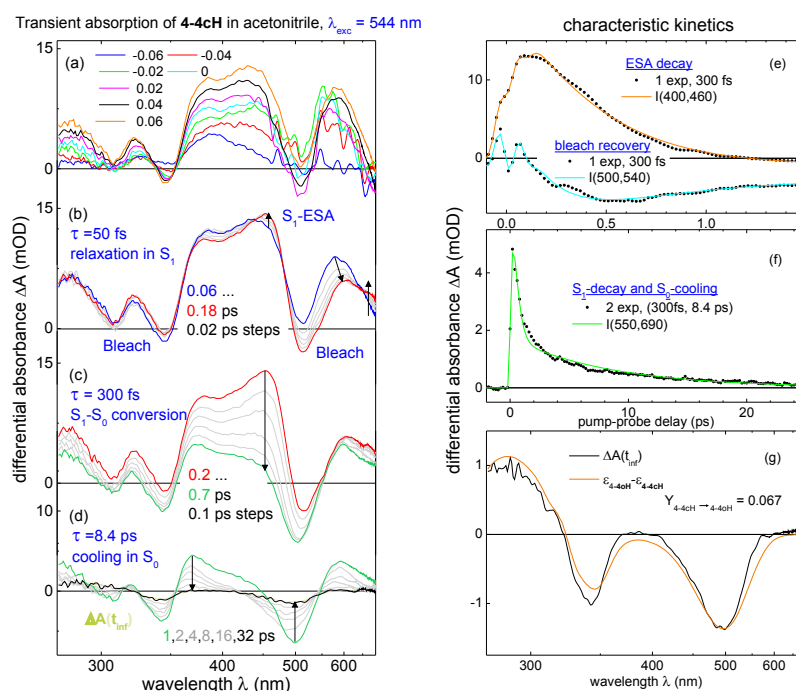 Transient absorption of 4-4cH in acetonitrile, λexc = 544 nm
characteristic kinetics
differential absorbance ΔA (mOD)
15
(a)
-0.06
-0.04
-0.02
0
0.02
0.04
0.06
0
15
(b)
τ =50 fs
relaxation in S1
S1-ESA
0.06 ...
0.18 ps
0.02 ps steps
0
Bleach
Bleach
15
(c)
τ = 300 fs
S1-S0 conversion
0.2 ...
0.7 ps
0.1 ps steps
0
10
(d)
τ =8.4 ps
cooling in S0
0
ΔA(tinf)
1,2,4,8,16,32 ps
300
400
500
600
wavelength λ (nm)
differential absorbance ΔA (mOD)
10
0
(e)
ESA decay
1 exp, 300 fs
I(400,460)
bleach recovery
1 exp, 300 fs
I(500,540)
0.0
0.5
1.0
4
2
0
(f)
S1-decay and S0-cooling
2 exp, (300fs, 8.4 ps)
I(550,690)
0
10
20
pump-probe delay (ps)
1
0
-1
(g)
ΔA(tinf)
ε4-4oH-ε4-4cH
Y4-4cH→4-4oH = 0.067
300
400
500
600
wavelength λ (nm)